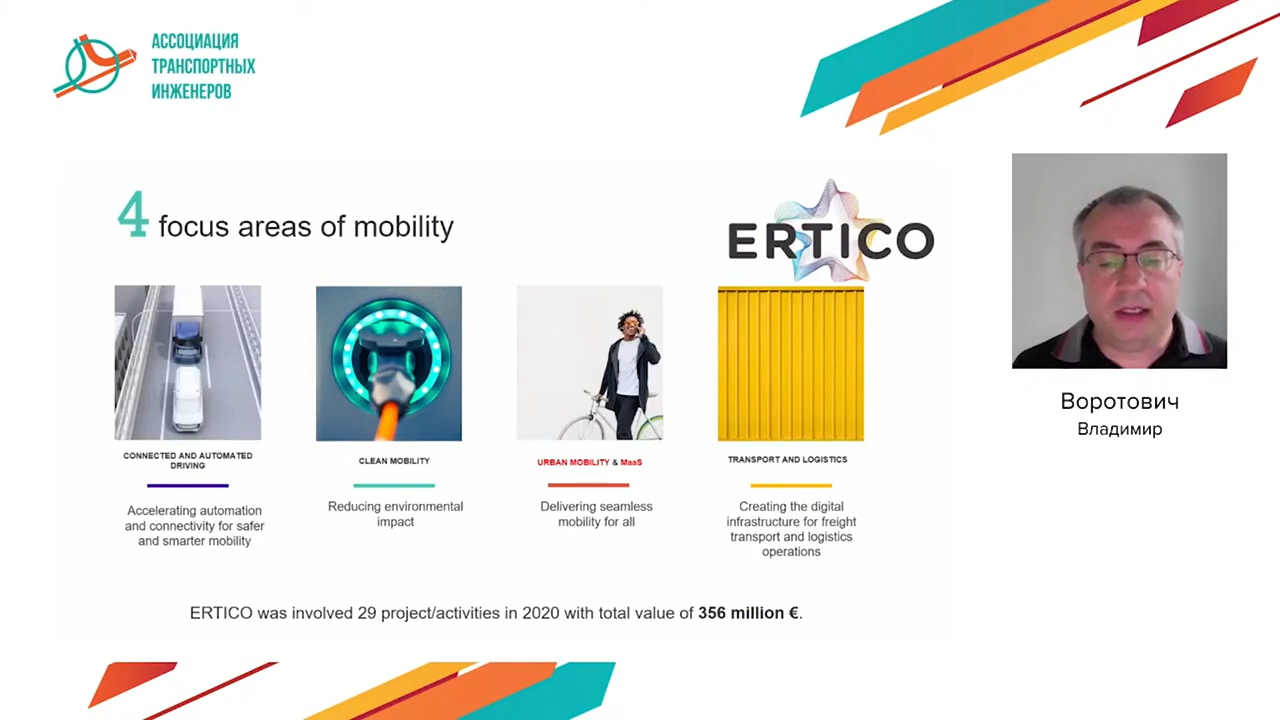 АССОЦИАЦИЯ
ТРАНСПОРТНЫХ
ИНЖЕНЕРОВ
4 focus areas of mobility
ERTICO
CONNECTED AND AUTOMATED
DRIVING
Accelerating automation
and connectivity for safer
and smarter mobility
CLEAN MOBILITY
Reducing environmental
impact
URBAN MOBILITY & MaaS
Delivering seamless
mobility for all
TRANSPORT AND LOGISTICS
Creating the digital
infrastructure for freight
transport and logistics
operations
ERTICO was involved 29 project/activities in 2020 with total value of 356 million €.
Воротович
Владимир